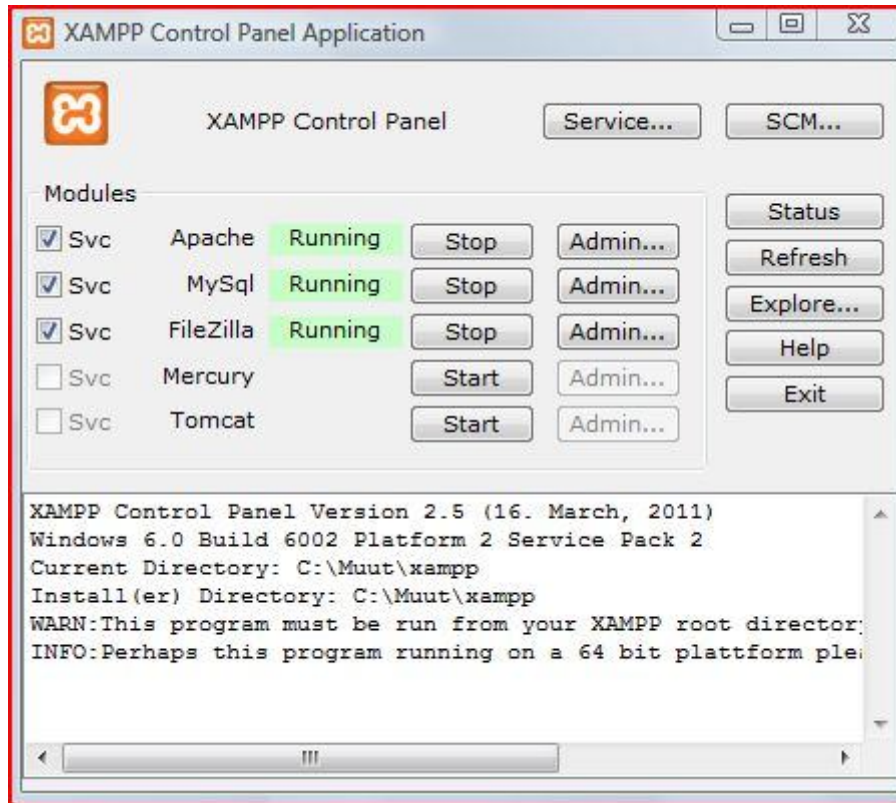 XAMPP Control Panel Application
XAMPP Control Panel Service... SCM...
Modules
Status
Svc Apache Running Stop Admin...
Refresh
Svc MySql Running Stop Admin...
Explore...
Svc FileZilla Running Stop Admin...
Help
Svc Mercury Start Admin...
Exit
Svc Tomcat Start Admin...
XAMPP Control Panel Version 2.5 (16. March, 2011)
Windows 6.0 Build 6002 Platform 2 Service Pack 2
Current Directory: C:\Muut\xampp
Install(er) Directory: C:\Muut\xampp
WARN:This program must be run from your XAMPP root
INFO:Perhaps this program running on a 64 bit plattform